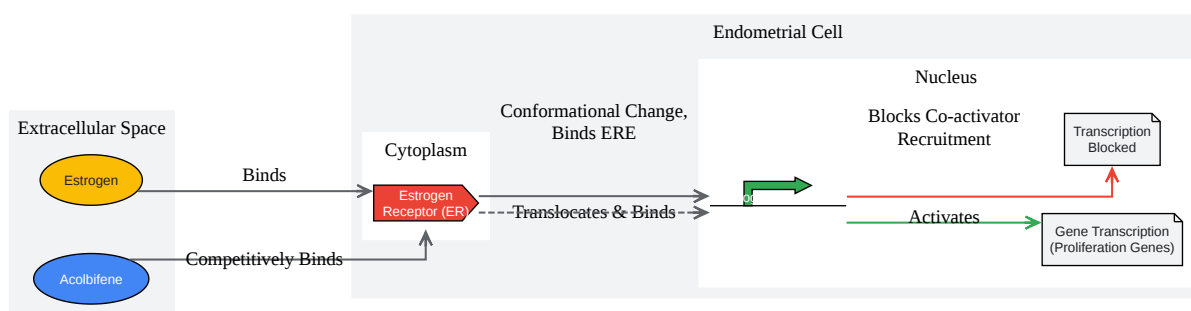 Endometrial Cell
Nucleus
Extracellular Space
Conformational Change,
Binds ERE
Blocks Co-activator
Recruitment
Transcription
Blocked
Cytoplasm
Estrogen
Binds
Estrogen
Receptor (ER)
Translocates & Binds
Activates
Gene Transcription
(Proliferation Genes)
Acolbifene
Competitively Binds